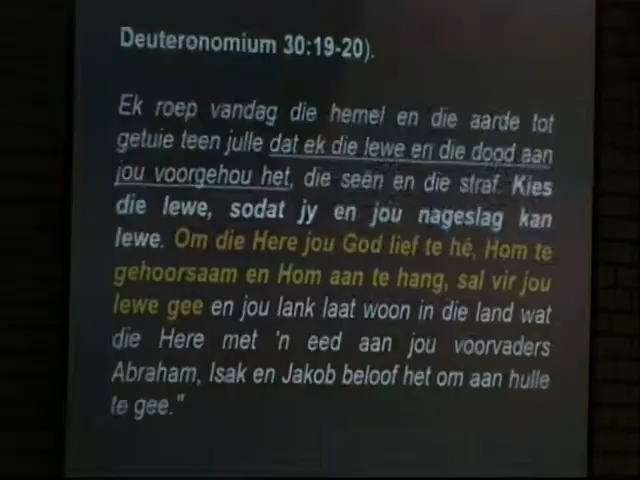 Deuteronomium 30:19-20).
Ek roep vandag die hemel en die aarde tot
getuie teen julle dat ek die lewe en die dood aan
jou voorgehou het, die seën en die straf. Kies
die lewe, sodat jy en jou nageslag kan
lewe. Om die Here jou God lief te hê, Hom te
gehoorsaam en Hom aan te hang, sal vir jou
lewe gee en jou lank laat woon in die land wat
die Here met 'n eed aan jou voorvaders
Abraham, Isak en Jakob beloof het om aan hulle
te gee."